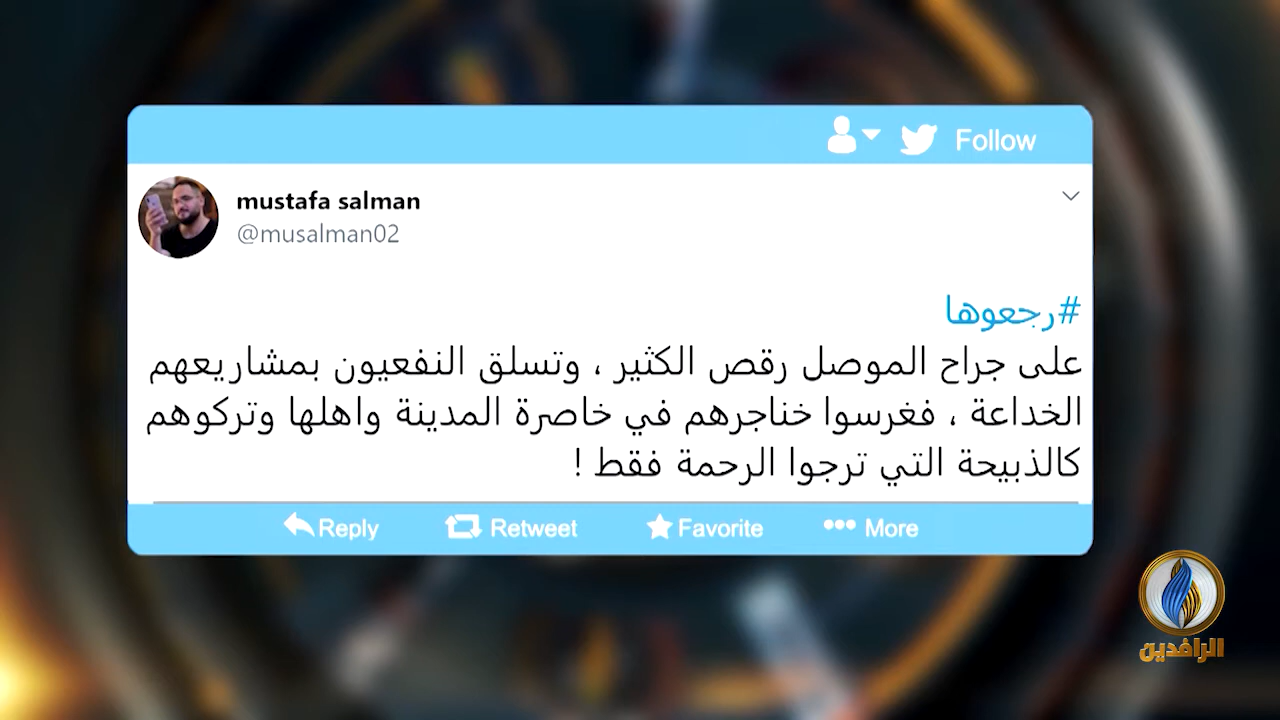 Follow
mustafa salman
@musalman02
#رجعوها
على جراح الموصل رقص الكثير ، وتسلق النفعيون بمشاريعهم
الخداعة ، فغرسوا خناجرهم في خاصرة المدينة واهلها وتركوهم
كالذبيحة التي ترجوا الرحمة فقط !
Reply Retweet Favorite More
الرافدين